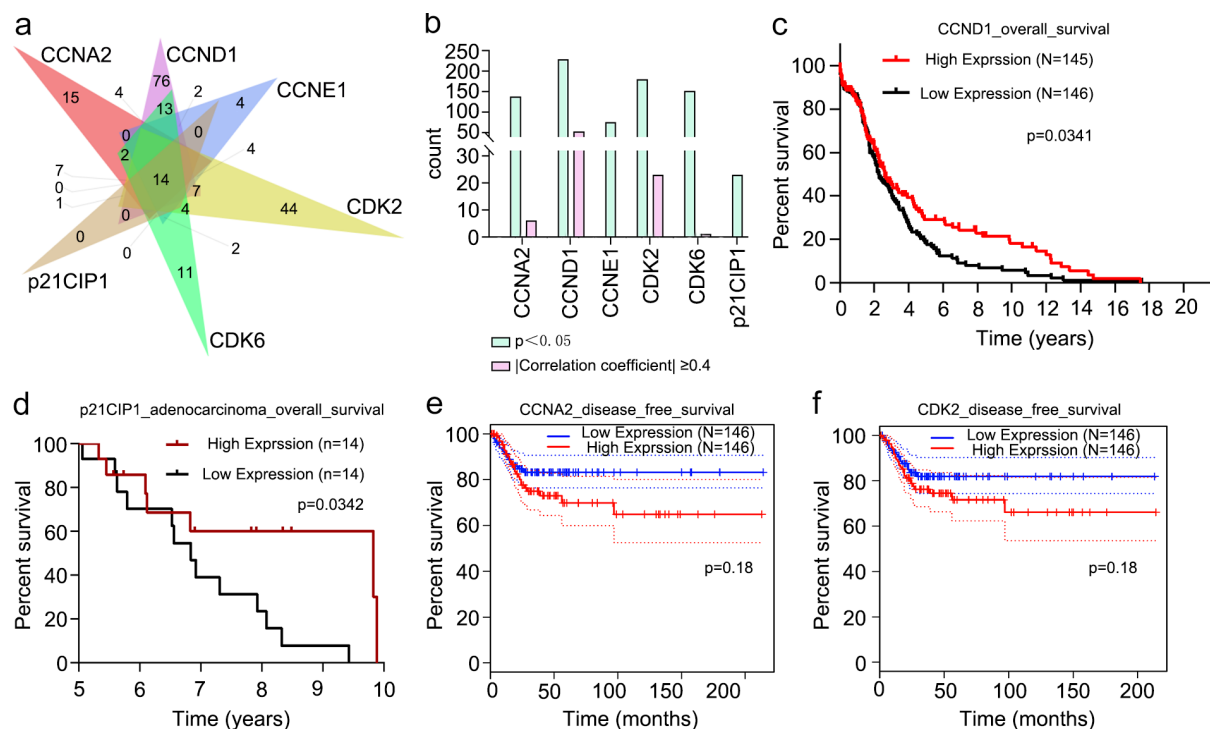 a
CCNA2
CCND1
CCNE1
CDK2
CDK6
p21CIP1
15
4
76
2
13
4
0
0
2
4
7
0
1
14
7
44
0
4
0
0
2
11
b
count
250
200
150
100
50
30
20
10
0
CCNA2
CCND1
CCNE1
CDK2
CDK6
p21CIP1
p<0.05
|Correlation coefficient| ≥0.4
c
CCND1_overall_survival
High Exprssion (N=145)
Low Expression (N=146)
p=0.0341
Percent survival
100
80
60
40
20
0
0 2 4 6 8 10 12 14 16 18 20
Time (years)
d
p21CIP1_adenocarcinoma_overall_survival
High Exprssion (n=14)
Low Expression (n=14)
p=0.0342
Percent survival
100
80
60
40
20
0
5 6 7 8 9 10
Time (years)
e
CCNA2_disease_free_survival
Low Expression (N=146)
High Exprssion (N=146)
p=0.18
Percent survival
100
80
60
40
20
0
0 50 100 150 200
Time (months)
f
CDK2_disease_free_survival
Low Expression (N=146)
High Exprssion (N=146)
p=0.18
Percent survival
100
80
60
40
20
0
0 50 100 150 200
Time (months)